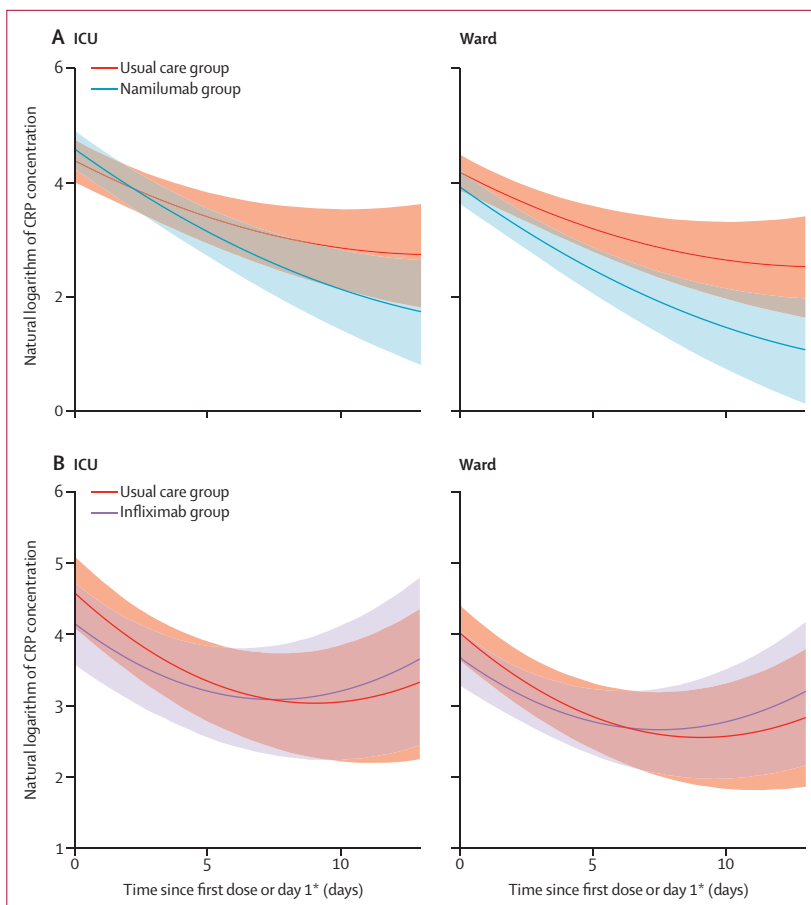 A ICU
Ward
Usual care group
Namilumab group
Natural logarithm of CRP concentration
6
4
2
0
B ICU
Ward
Usual care group
Infliximab group
Natural logarithm of CRP concentration
6
5
4
3
2
1
0 5 10
0 5 10
Time since first dose or day 1* (days)
Time since first dose or day 1* (days)